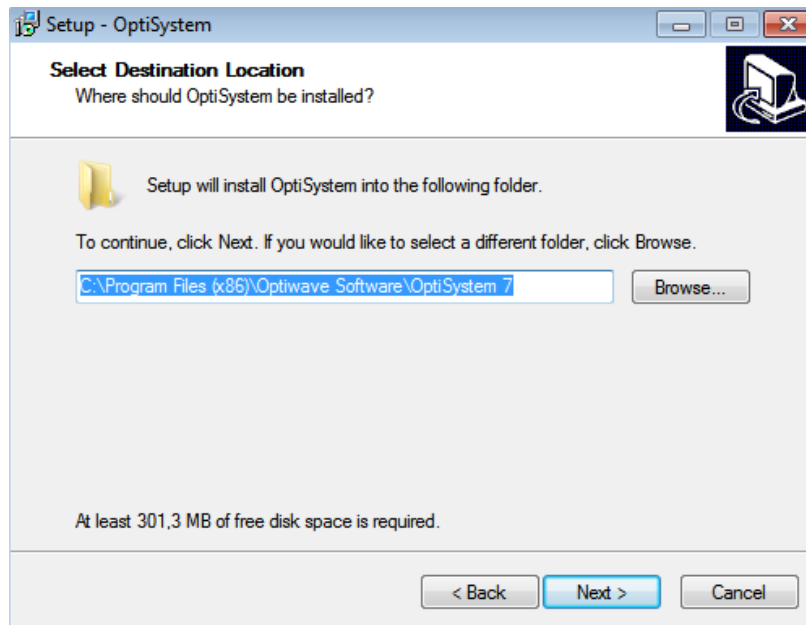 Setup - OptiSystem
Select Destination Location
Where should OptiSystem be installed?
Setup will install OptiSystem into the following folder.
To continue, click Next. If you would like to select a different folder, click Browse.
C:\Program Files (x86)\Optiwave Software\OptiSystem 7
Browse...
At least 301,3 MB of free disk space is required.
< Back
Next >
Cancel